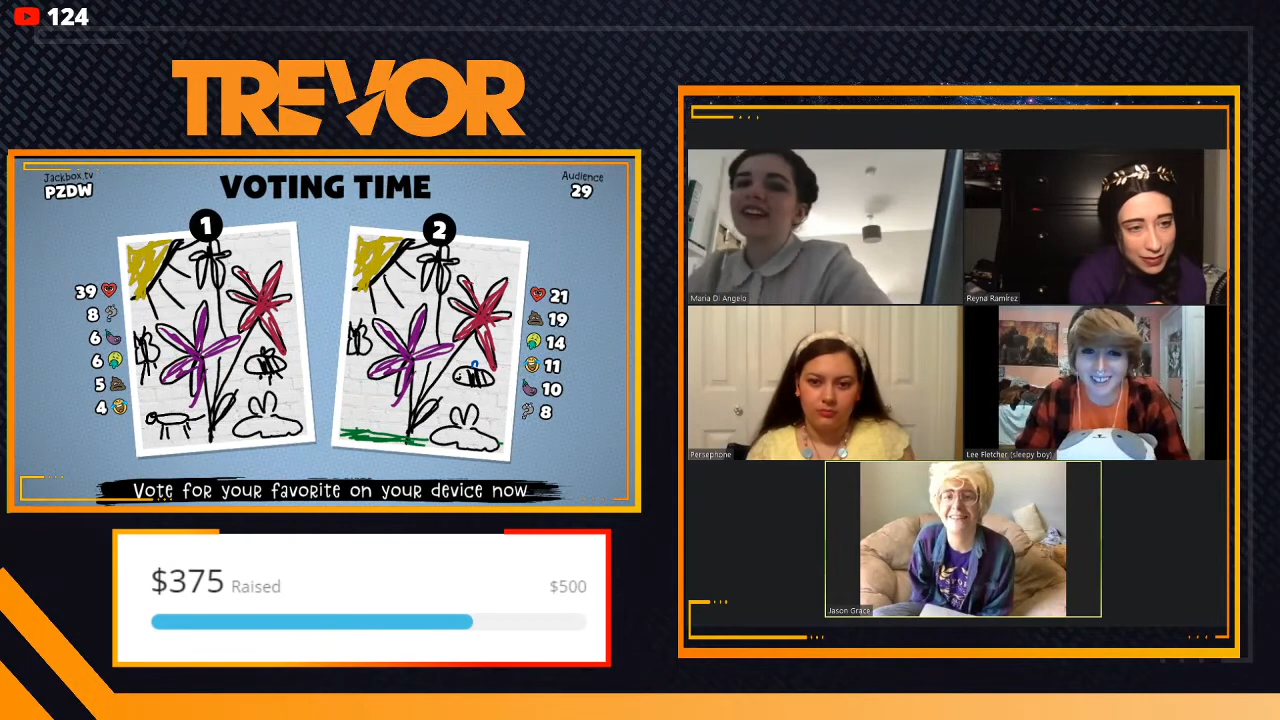 124
TREVOR
Jackbox.tv
PZDW
VOTING TIME
Audience
29
1
2
39
8
6
6
5
4
21
19
14
11
10
8
Vote for your favorite on your device now
$375 Raised
$500
Maria Di Angelo
Reyna Ramírez
Persephone
Lee Fletcher (sleepy boy)
Jason Grace